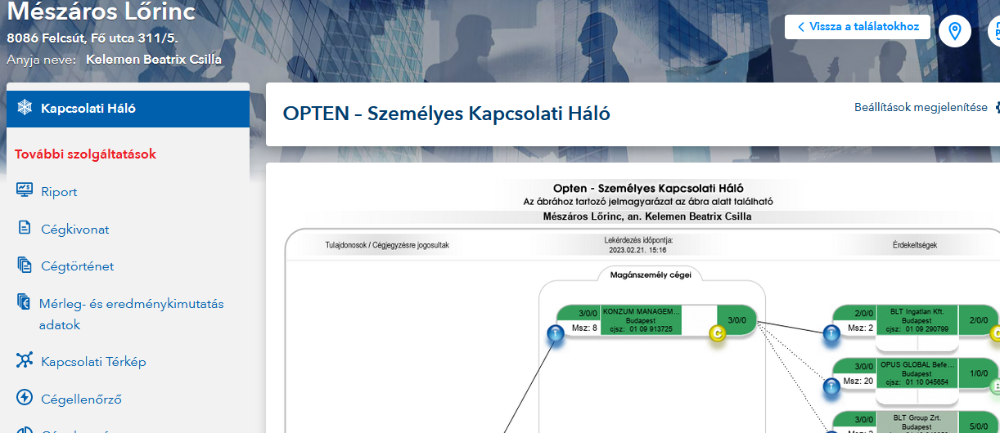 Mészáros Lőrinc
8086 Felcsút, Fő utca 311/5.
Anyja neve: Kelemen Beatrix Csilla
Vissza a találatokhoz
Kapcsolati Háló
További szolgáltatások
Riport
Cégkivonat
Cégtörténet
Mérleg- és eredménykimutatás
adatok
Kapcsolati Térkép
Cégellenőrző
OPTEN – Személyes Kapcsolati Háló
Beállítások megjelenítése
Opten - Személyes Kapcsolati Háló
Az ábrához tartozó jelmagyarázat az ábra alatt található
Mészáros Lőrinc, an. Kelemen Beatrix Csilla
Tulajdonosok / Cégjegyzésre jogosultak
Lekérdezés időpontja:
2023.02.21. 15:16
Érdekeltségek
Magánszemély cégei
3/0/0 KONZUM MANAGEM... 3/0/0
Budapest
Msz: 8 cjsz: 01 09 913725
T C
2/0/0 BLT Ingatlan Kft. 2/0/0
Budapest
Msz: 2 cjsz: 01 09 290799
T
3/0/0 OPUS GLOBAL Befe... 1/0/0
Budapest
Msz: 20 cjsz: 01 10 045654
T
3/0/0 BLT Group Zrt. 5/0/0
Budapest